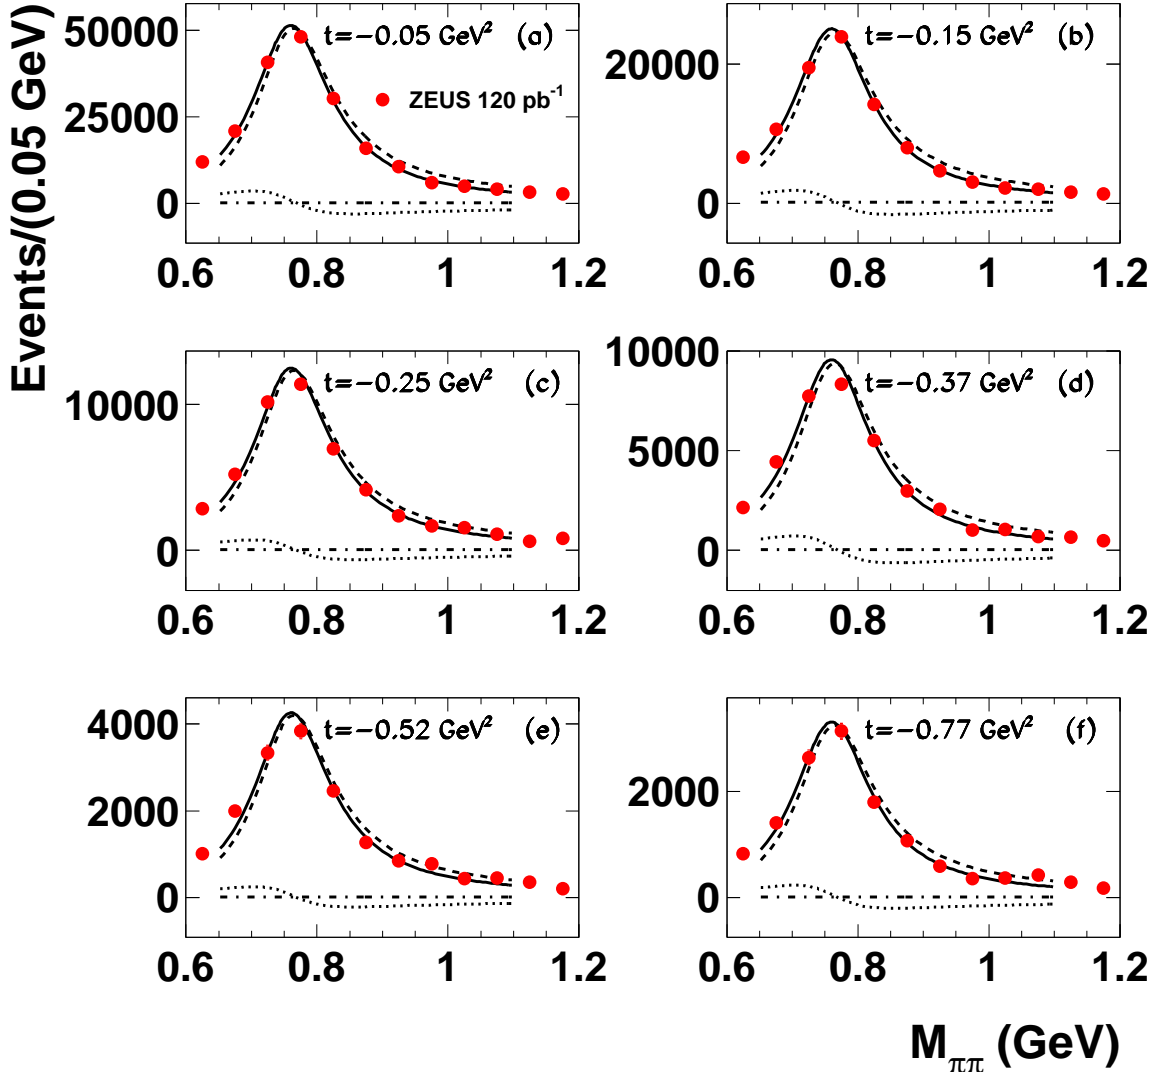 Events/(0.05 GeV)
t=−0.05 GeV² (a)
ZEUS 120 pb⁻¹
50000
25000
0
0.6 0.8 1 1.2
t=−0.15 GeV² (b)
20000
0
0.6 0.8 1 1.2
t=−0.25 GeV² (c)
10000
0
0.6 0.8 1 1.2
t=−0.37 GeV² (d)
10000
5000
0
0.6 0.8 1 1.2
t=−0.52 GeV² (e)
4000
2000
0
0.6 0.8 1 1.2
t=−0.77 GeV² (f)
2000
0
0.6 0.8 1 1.2
M_ππ (GeV)